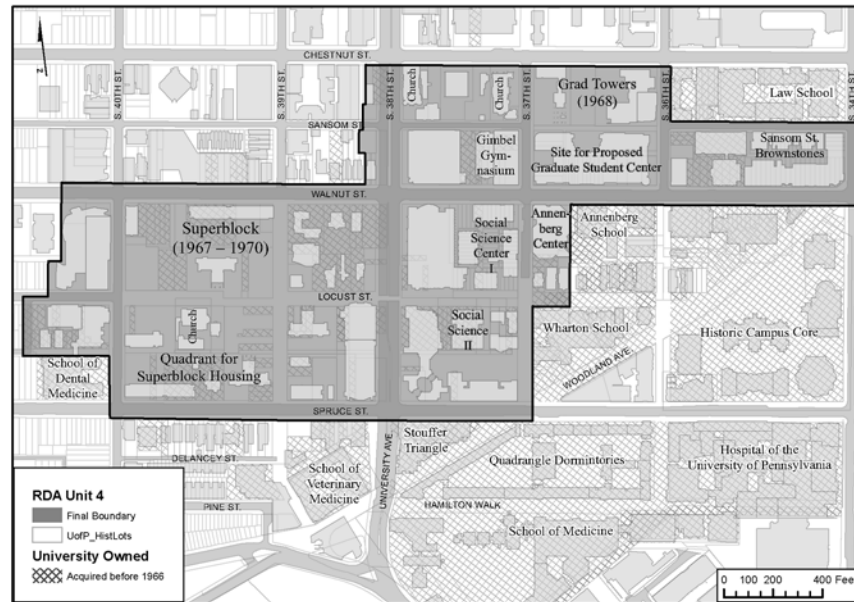 CHESTNUT ST.
S. 40TH ST.
S. 39TH ST.
S. 38TH ST.
S. 37TH ST.
S. 36TH ST.
S. 34TH ST.
Church
Church
Grad Towers
(1968)
Law School
SANSOM ST.
Gimbel
Gym-
nasium
Site for Proposed
Graduate Student Center
Sansom St.
Brownstones
WALNUT ST.
Superblock
(1967 – 1970)
Social
Science
Center
I
Annen-
berg
Center
Annenberg
School
LOCUST ST.
Church
Social
Science
II
Wharton School
Historic Campus Core
WOODLAND AVE.
School of
Dental
Medicine
Quadrant for
Superblock Housing
SPRUCE ST.
Stouffer
Triangle
DELANCEY ST.
School of
Veterinary
Medicine
UNIVERSITY AVE.
Quadrangle Dormintories
Hospital of the
University of Pennsylvania
PINE ST.
HAMILTON WALK
School of Medicine
RDA Unit 4
Final Boundary
UofP_HistLots
University Owned
Acquired before 1966
0 100 200 400 Feet